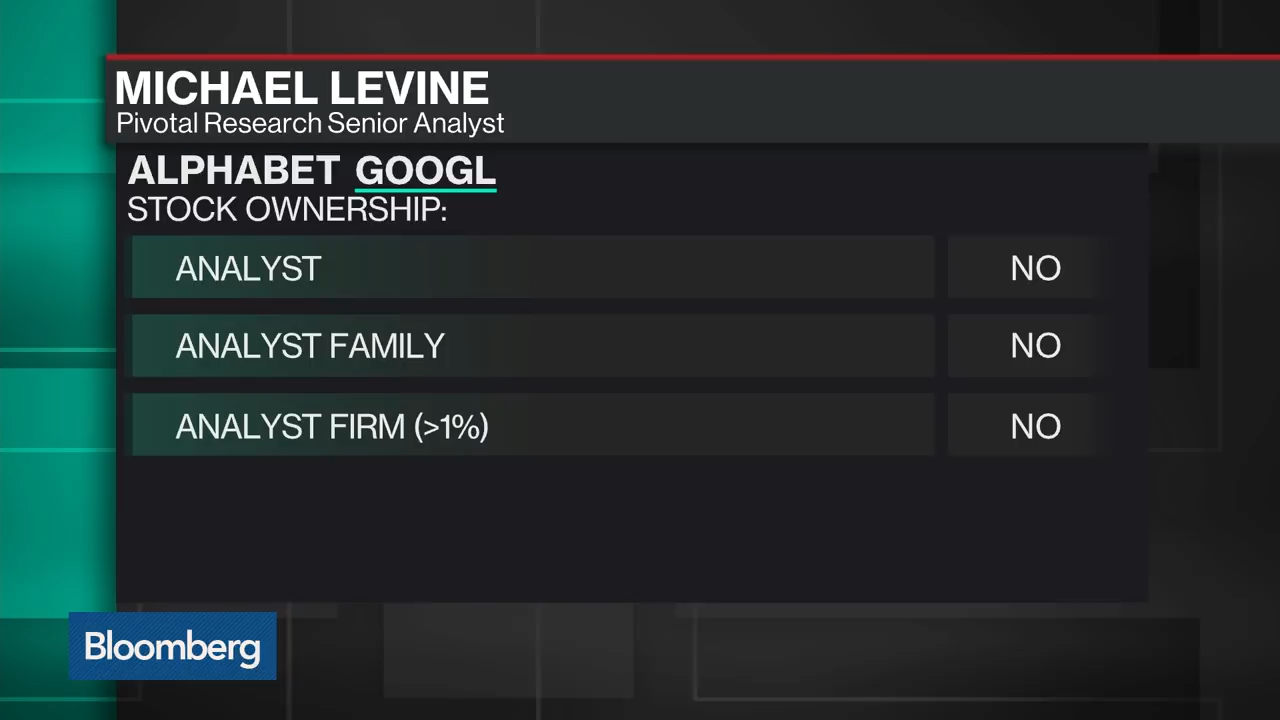 MICHAEL LEVINE
Pivotal Research Senior Analyst
ALPHABET GOOGL
STOCK OWNERSHIP:
ANALYST NO
ANALYST FAMILY NO
ANALYST FIRM (>1%) NO
Bloomberg